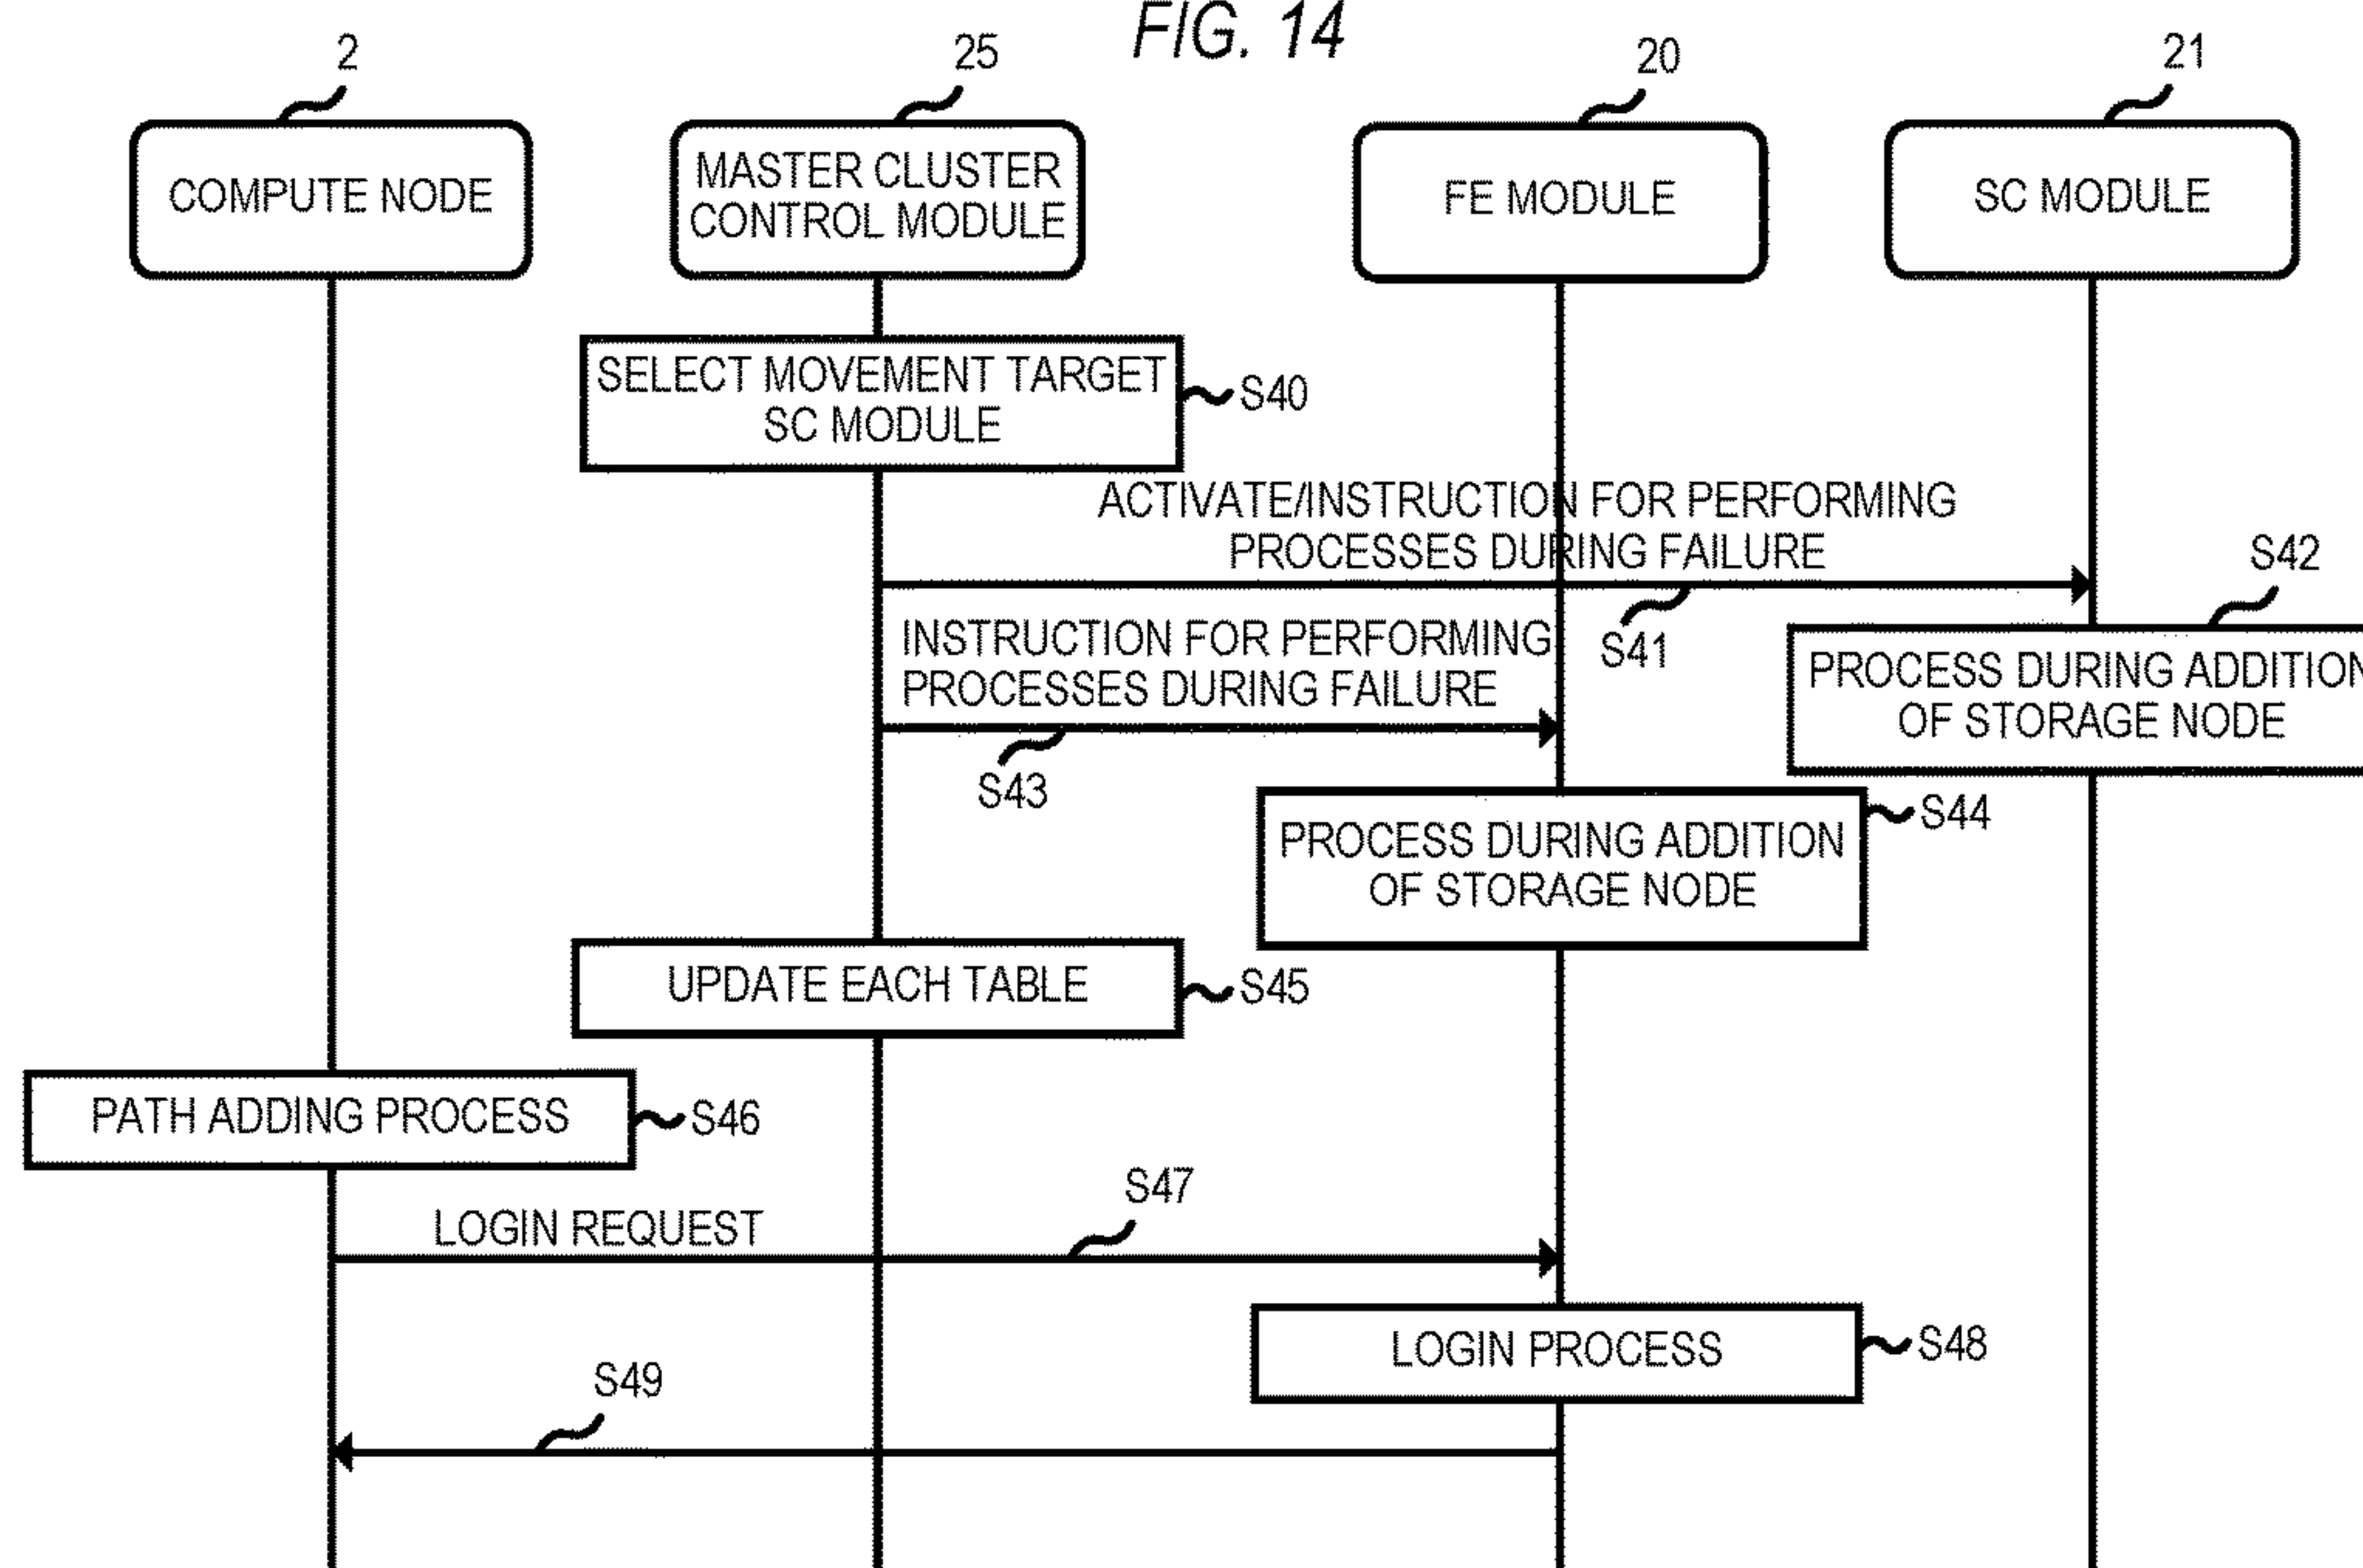 FIG. 14
2
25
20
21
COMPUTE NODE
MASTER CLUSTER
CONTROL MODULE
FE MODULE
SC MODULE
SELECT MOVEMENT TARGET
SC MODULE
S40
ACTIVATE/INSTRUCTION FOR PERFORMING
PROCESSES DURING FAILURE
S41
S42
PROCESS DURING ADDITION
OF STORAGE NODE
INSTRUCTION FOR PERFORMING
PROCESSES DURING FAILURE
S43
S44
PROCESS DURING ADDITION
OF STORAGE NODE
UPDATE EACH TABLE
S45
PATH ADDING PROCESS
S46
S47
LOGIN REQUEST
LOGIN PROCESS
S48
S49